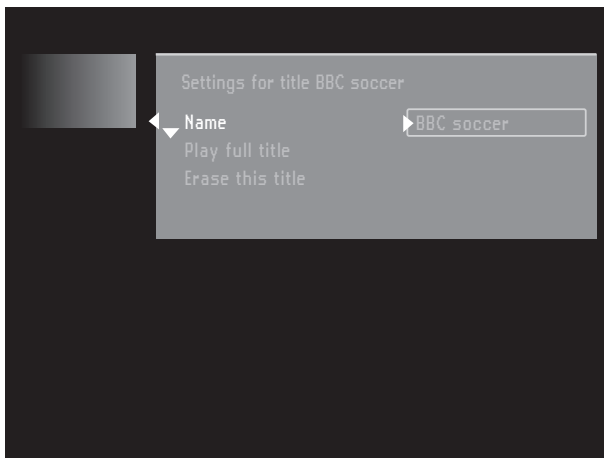 Settings for title BBC soccer
Name BBC soccer
Play full title
Erase this title